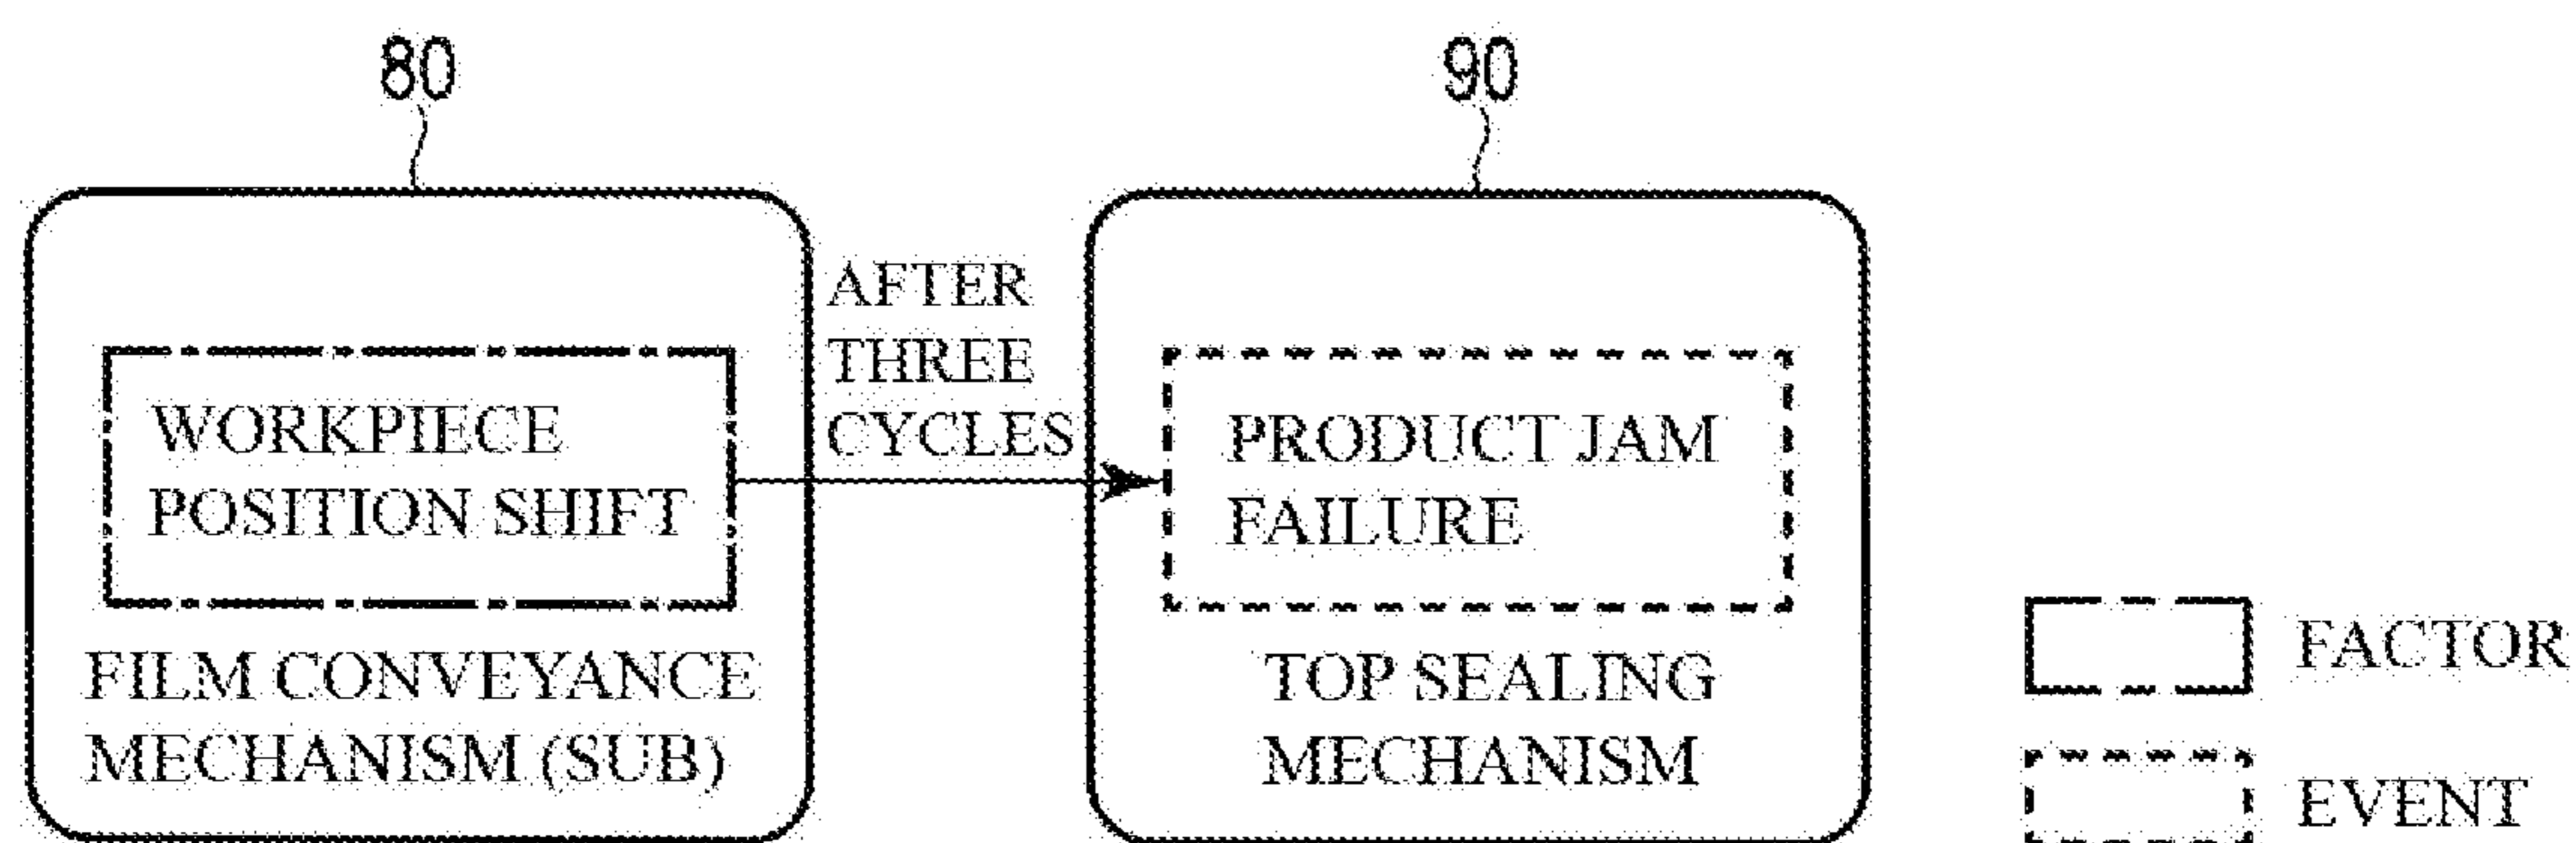 80
90
AFTER
THREE
CYCLES
WORKPIECE
POSITION SHIFT
PRODUCT JAM
FAILURE
FILM CONVEYANCE
MECHANISM (SUB)
TOP SEALING
MECHANISM
FACTOR
EVENT